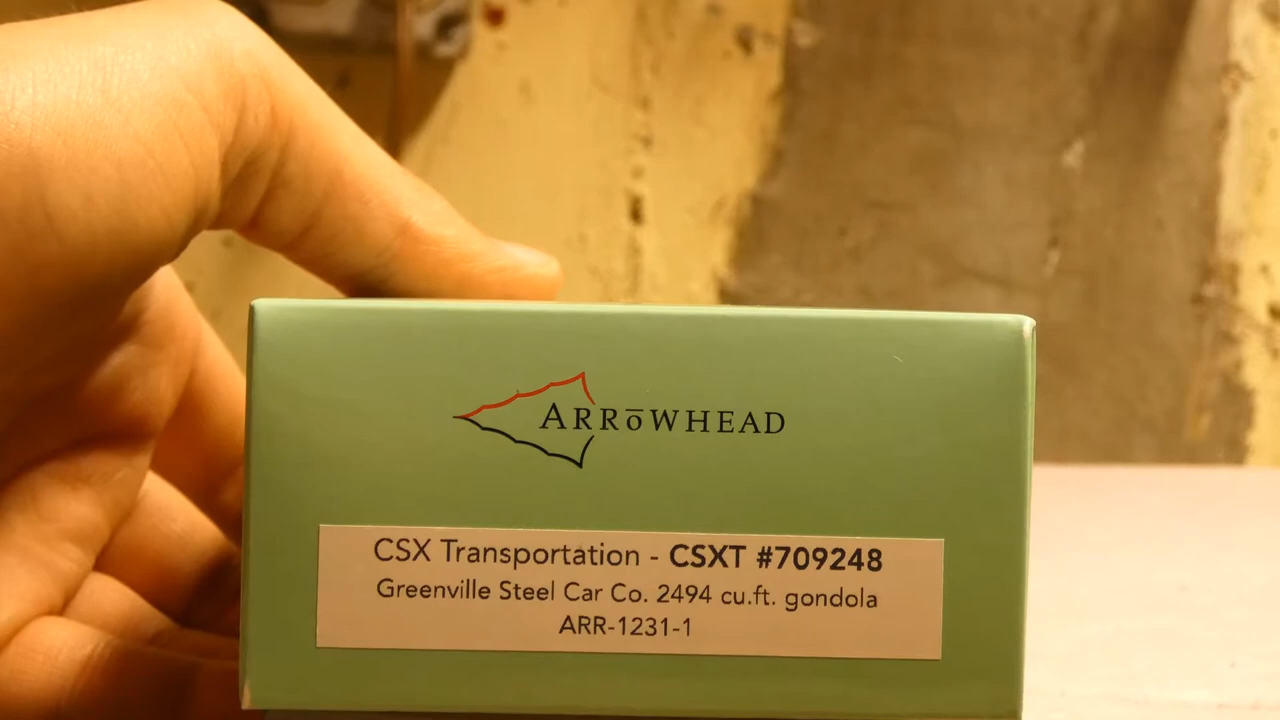 ARRōWHEAD
CSX Transportation - CSXT #709248
Greenville Steel Car Co. 2494 cu.ft. gondola
ARR-1231-1